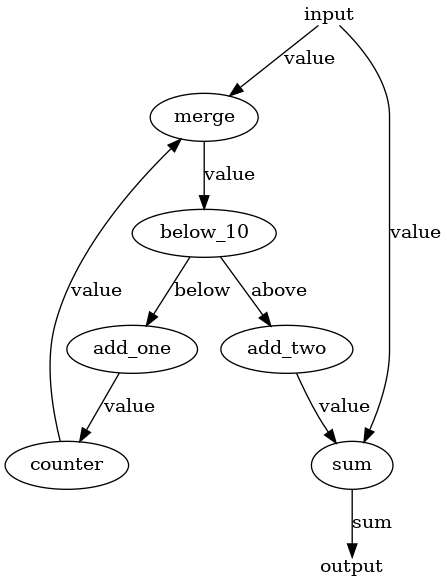 input
value
merge
value
value
below_10
value
below
above
add_one
add_two
value
value
counter
sum
sum
output